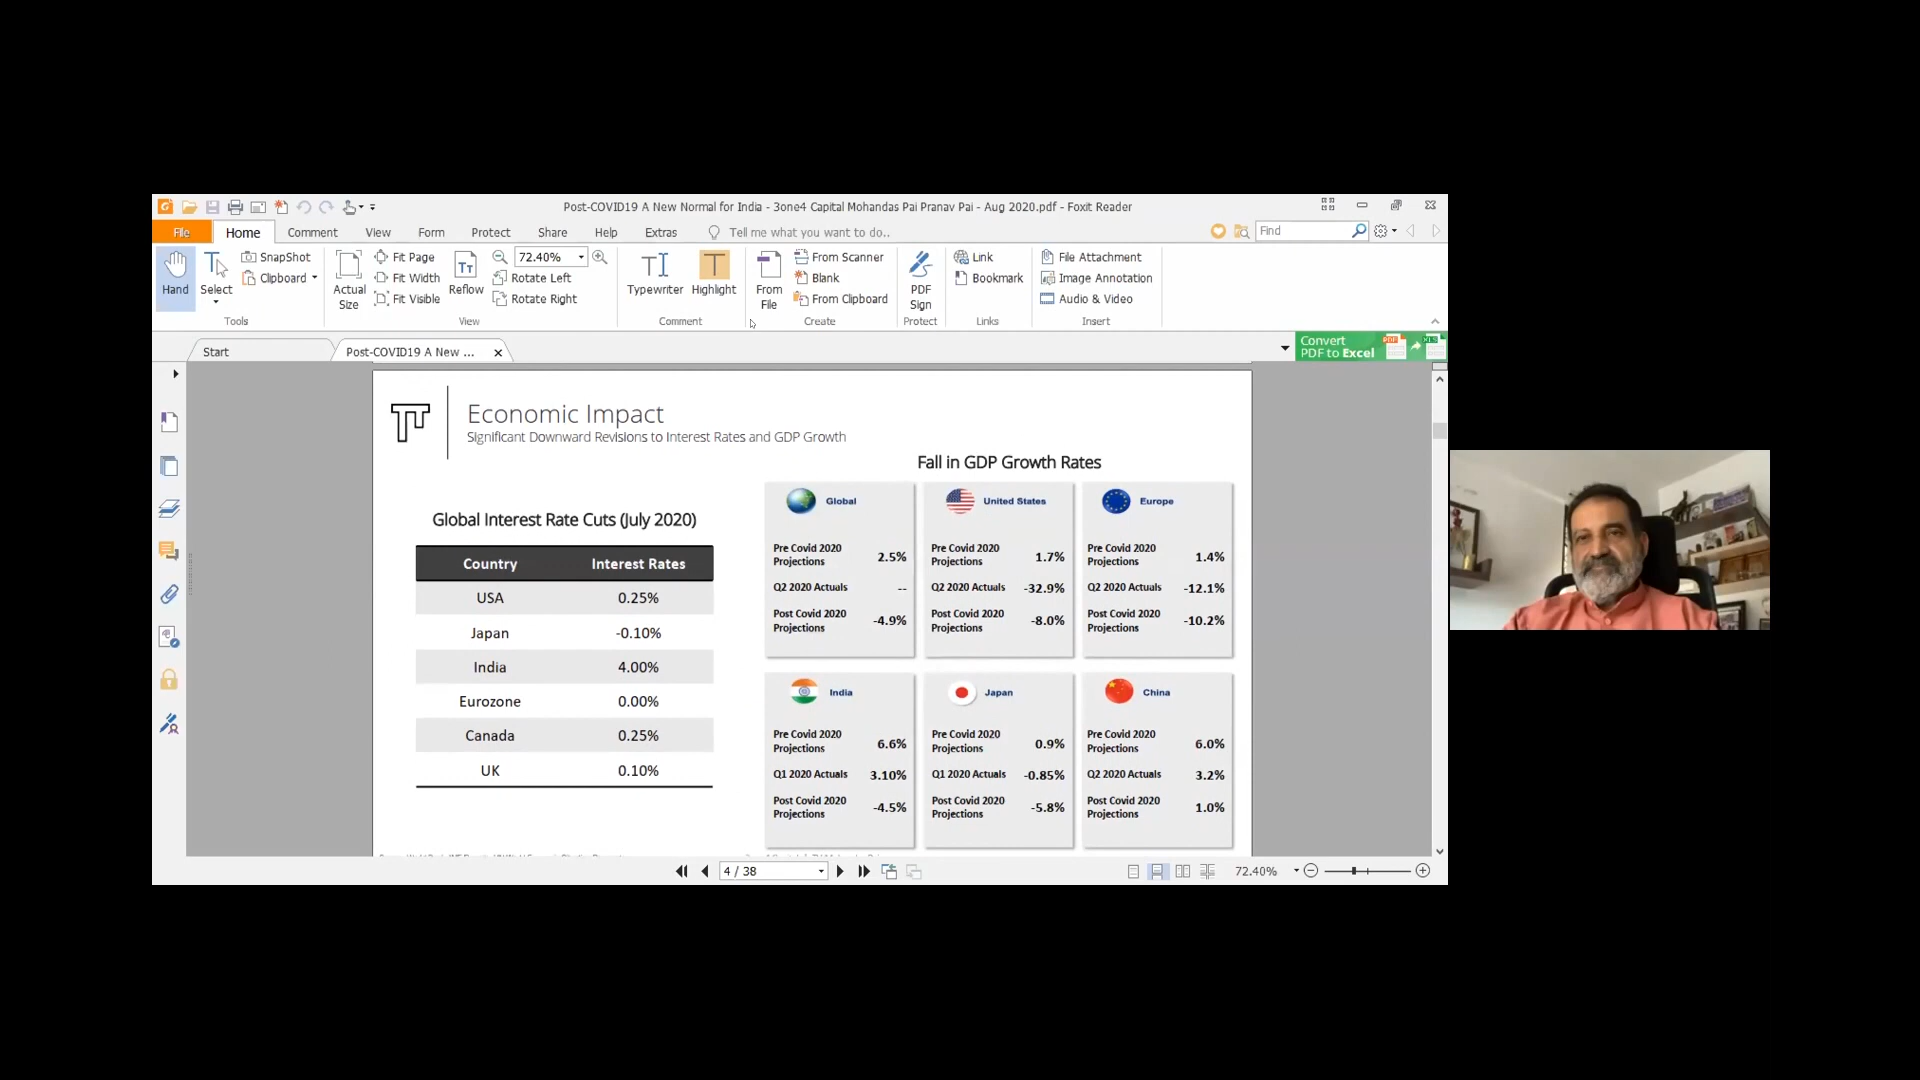 Post-COVID19 A New Normal for India - 3one4 Capital Mohandas Pai Pranav Pai - Aug 2020.pdf - Foxit Reader
File Home Comment View Form Protect Share Help Extras Tell me what you want to do.. Find
Hand
Select
SnapShot
Clipboard
Tools
Actual
Size
Fit Page
Fit Width
Fit Visible
Reflow
72.40%
Rotate Left
Rotate Right
View
Typewriter
Highlight
Comment
From
File
From Scanner
Blank
From Clipboard
Create
PDF
Sign
Protect
Link
Bookmark
Links
File Attachment
Image Annotation
Audio & Video
Insert
Start
Post-COVID19 A New ...
Convert
PDF to Excel
Economic Impact
Significant Downward Revisions to Interest Rates and GDP Growth
Global Interest Rate Cuts (July 2020)
Country Interest Rates
USA 0.25%
Japan -0.10%
India 4.00%
Eurozone 0.00%
Canada 0.25%
UK 0.10%
Fall in GDP Growth Rates
Global
Pre Covid 2020
Projections 2.5%
Q2 2020 Actuals --
Post Covid 2020
Projections -4.9%
United States
Pre Covid 2020
Projections 1.7%
Q2 2020 Actuals -32.9%
Post Covid 2020
Projections -8.0%
Europe
Pre Covid 2020
Projections 1.4%
Q2 2020 Actuals -12.1%
Post Covid 2020
Projections -10.2%
India
Pre Covid 2020
Projections 6.6%
Q1 2020 Actuals 3.10%
Post Covid 2020
Projections -4.5%
Japan
Pre Covid 2020
Projections 0.9%
Q1 2020 Actuals -0.85%
Post Covid 2020
Projections -5.8%
China
Pre Covid 2020
Projections 6.0%
Q2 2020 Actuals 3.2%
Post Covid 2020
Projections 1.0%
4 / 38
72.40%